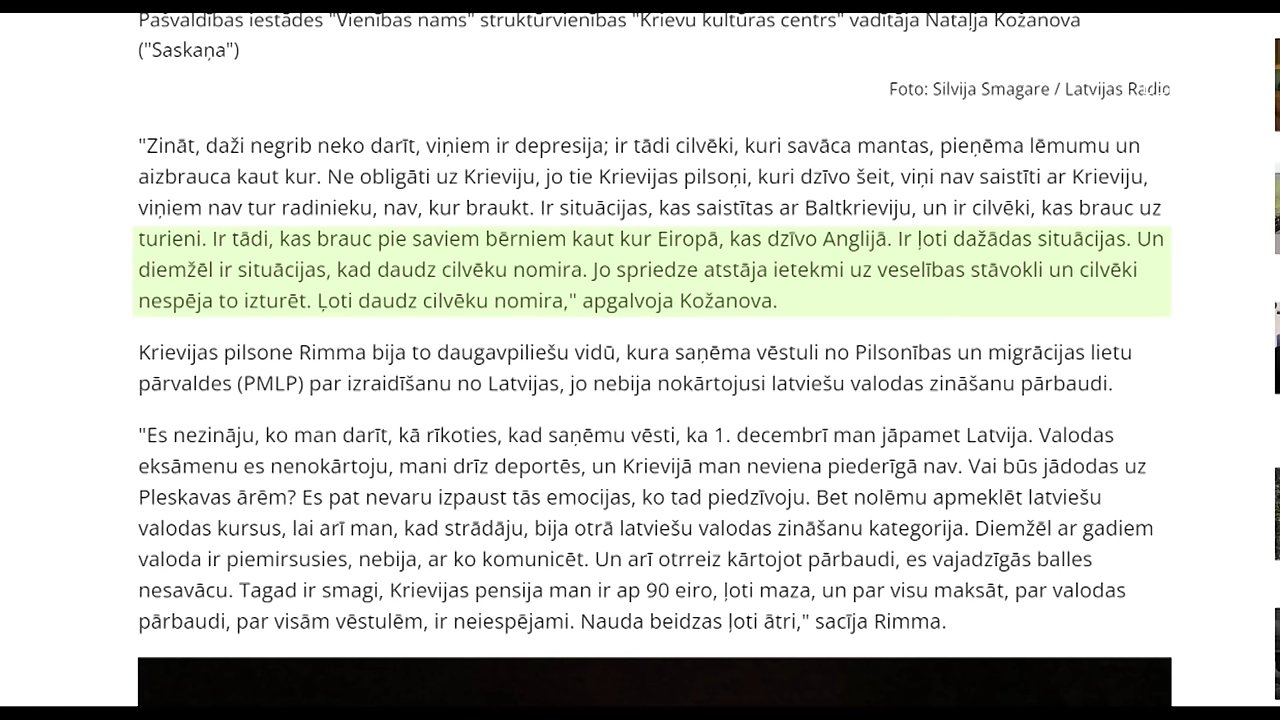 Pašvaldības iestādes "Vienības nams" struktūrvienības "Krievu kultūras centrs" vadītāja Nataļja Kožanova
("Saskaņa")
Foto: Silvija Smagare / Latvijas Radio
"Zināt, daži negrib neko darīt, viņiem ir depresija; ir tādi cilvēki, kuri savāca mantas, pieņēma lēmumu un
aizbrauca kaut kur. Ne obligāti uz Krieviju, jo tie Krievijas pilsoņi, kuri dzīvo šeit, viņi nav saistīti ar Krieviju,
viņiem nav tur radinieku, nav, kur braukt. Ir situācijas, kas saistītas ar Baltkrieviju, un ir cilvēki, kas brauc uz
turieni. Ir tādi, kas brauc pie saviem bērniem kaut kur Eiropā, kas dzīvo Anglijā. Ir ļoti dažādas situācijas. Un
diemžēl ir situācijas, kad daudz cilvēku nomira. Jo spriedze atstāja ietekmi uz veselības stāvokli un cilvēki
nespēja to izturēt. Ļoti daudz cilvēku nomira," apgalvoja Kožanova.
Krievijas pilsone Rimma bija to daugavpiliešu vidū, kura saņēma vēstuli no Pilsonības un migrācijas lietu
pārvaldes (PMLP) par izraidīšanu no Latvijas, jo nebija nokārtojusi latviešu valodas zināšanu pārbaudi.
"Es nezināju, ko man darīt, kā rīkoties, kad saņēmu vēsti, ka 1. decembrī man jāpamet Latvija. Valodas
eksāmenu es nenokārtoju, mani drīz deportēs, un Krievijā man neviena piederīgā nav. Vai būs jādodas uz
Pleskavas ārēm? Es pat nevaru izpaust tās emocijas, ko tad piedzīvoju. Bet nolēmu apmeklēt latviešu
valodas kursus, lai arī man, kad strādāju, bija otrā latviešu valodas zināšanu kategorija. Diemžēl ar gadiem
valoda ir piemirsusies, nebija, ar ko komunicēt. Un arī otrreiz kārtojot pārbaudi, es vajadzīgās balles
nesavācu. Tagad ir smagi, Krievijas pensija man ir ap 90 eiro, ļoti maza, un par visu maksāt, par valodas
pārbaudi, par visām vēstulēm, ir neiespējami. Nauda beidzas ļoti ātri," sacīja Rimma.